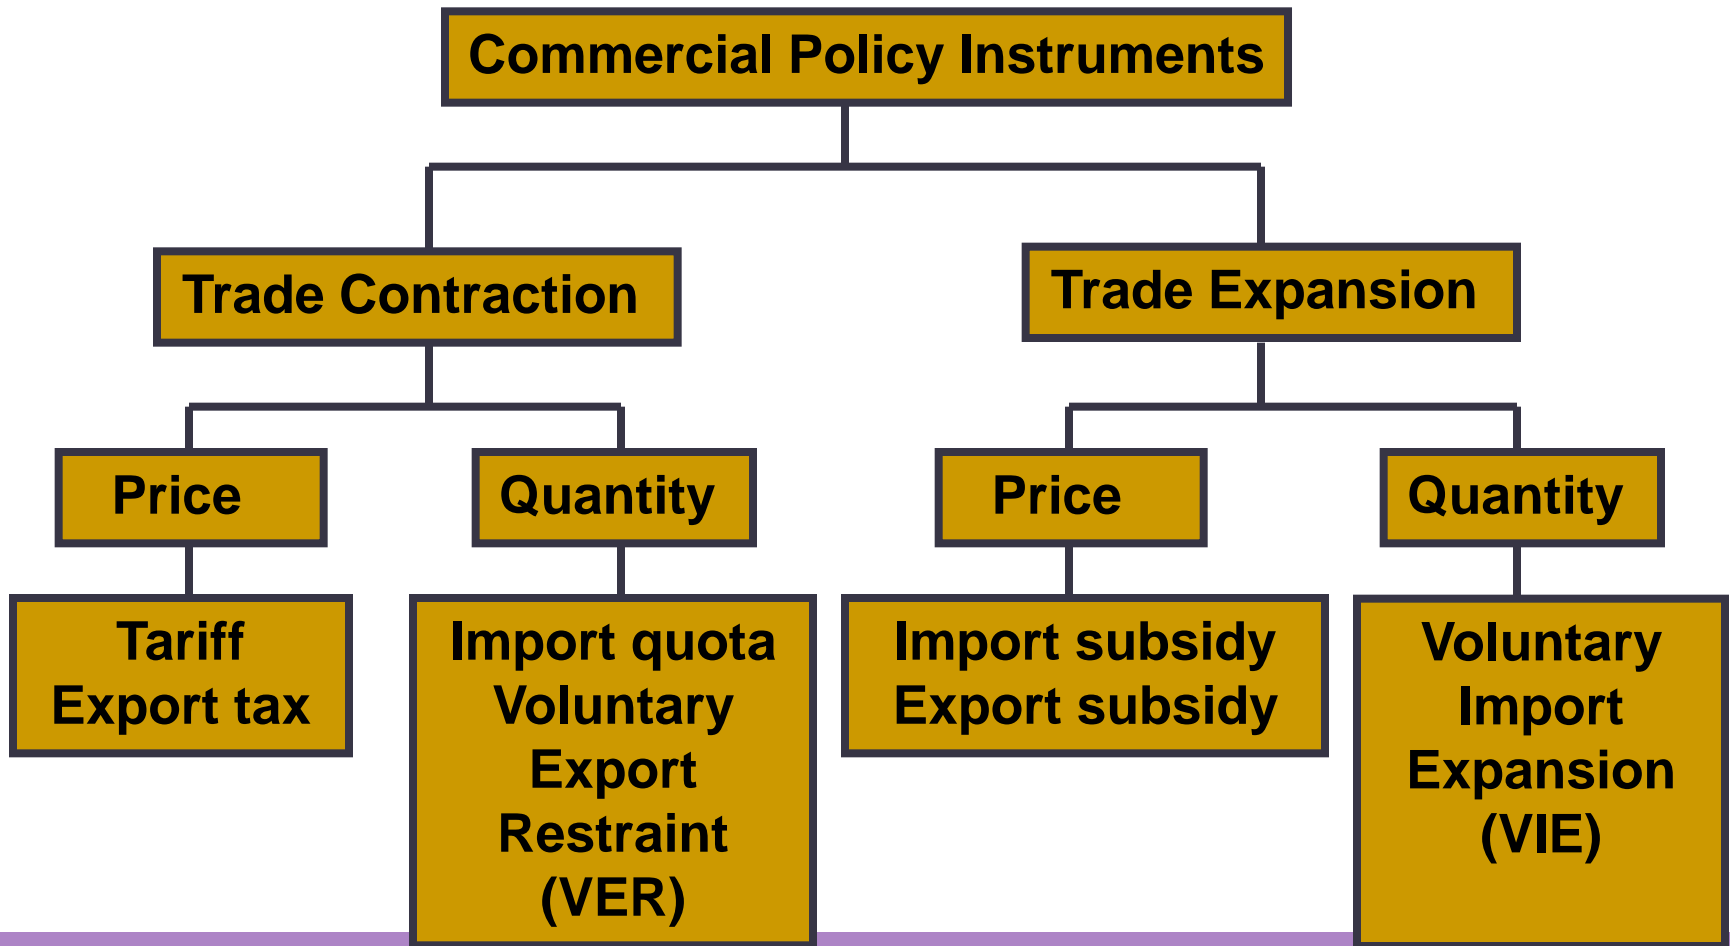 Commercial Policy Instruments
Trade Contraction
Trade Expansion
Price
Quantity
Price
Quantity
Tariff
Export tax
Import quota
Voluntary
Export
Restraint
(VER)
Import subsidy
Export subsidy
Voluntary
Import
Expansion
(VIE)